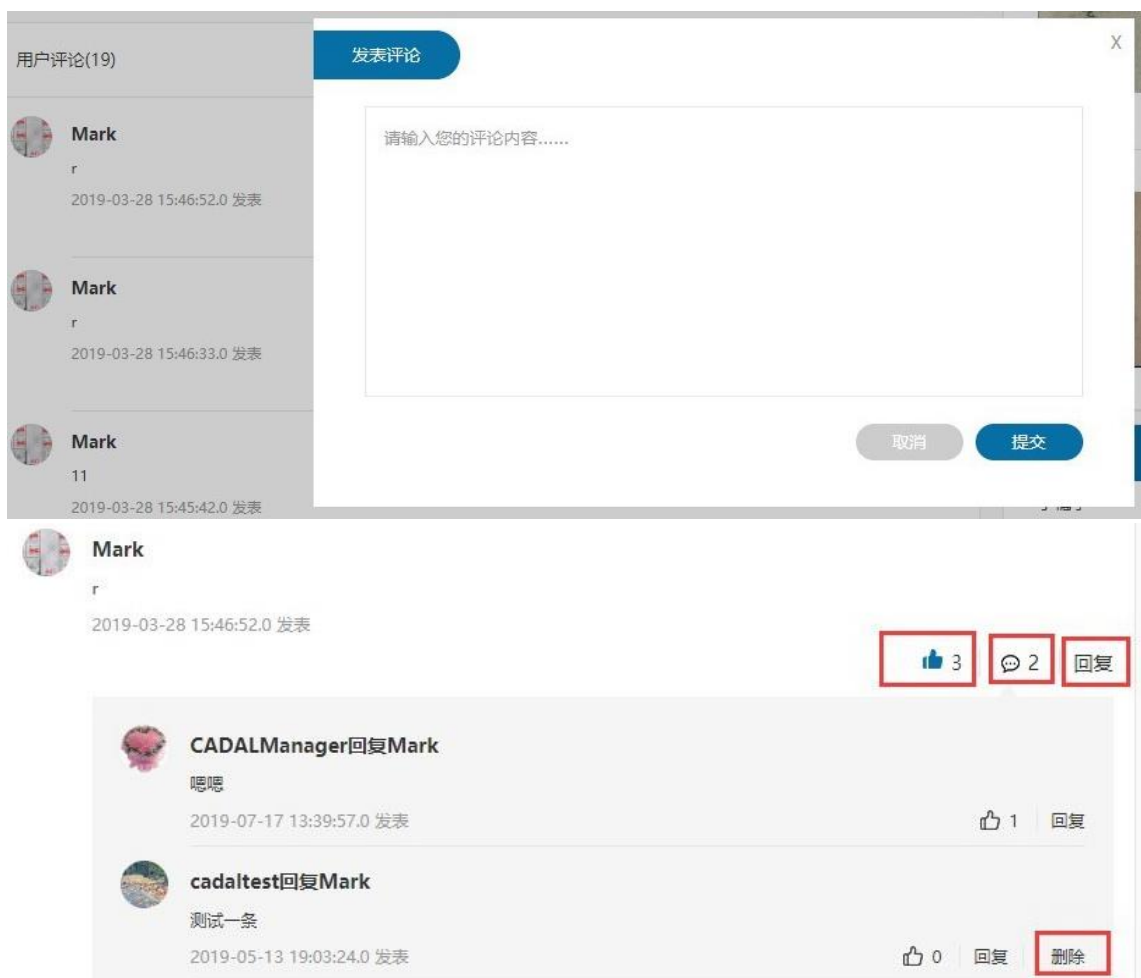 用户评论(19)
发表评论
X
请输入您的评论内容......
Mark
r
2019-03-28 15:46:52.0 发表
Mark
r
2019-03-28 15:46:33.0 发表
Mark
11
2019-03-28 15:45:42.0 发表
取消
提交
Mark
r
2019-03-28 15:46:52.0 发表
3
2
回复
CADALManager回复Mark
嗯嗯
2019-07-17 13:39:57.0 发表
1
回复
cadaltest回复Mark
测试一条
2019-05-13 19:03:24.0 发表
0
回复
删除